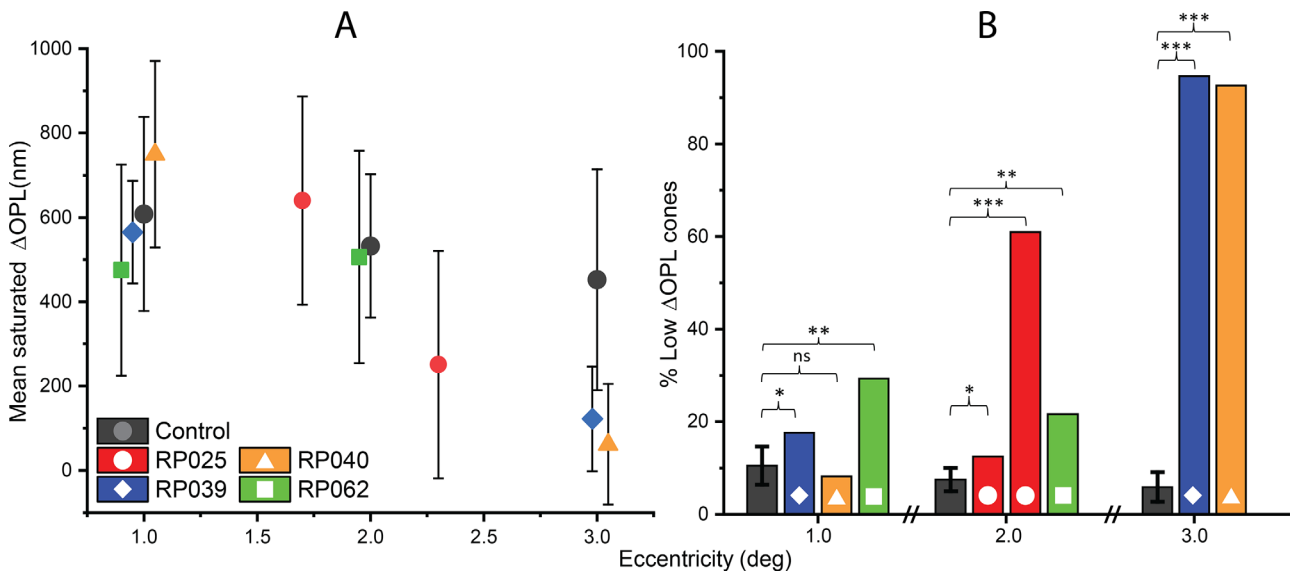 A
Mean saturated ΔOPL(nm)
1000
800
600
400
200
0
1.0
1.5
2.0
2.5
3.0
Control
RP025
RP040
RP039
RP062
Eccentricity (deg)
B
% Low ΔOPL cones
100
80
60
40
20
0
1.0
2.0
3.0
*
ns
**
*
***
**
***
***